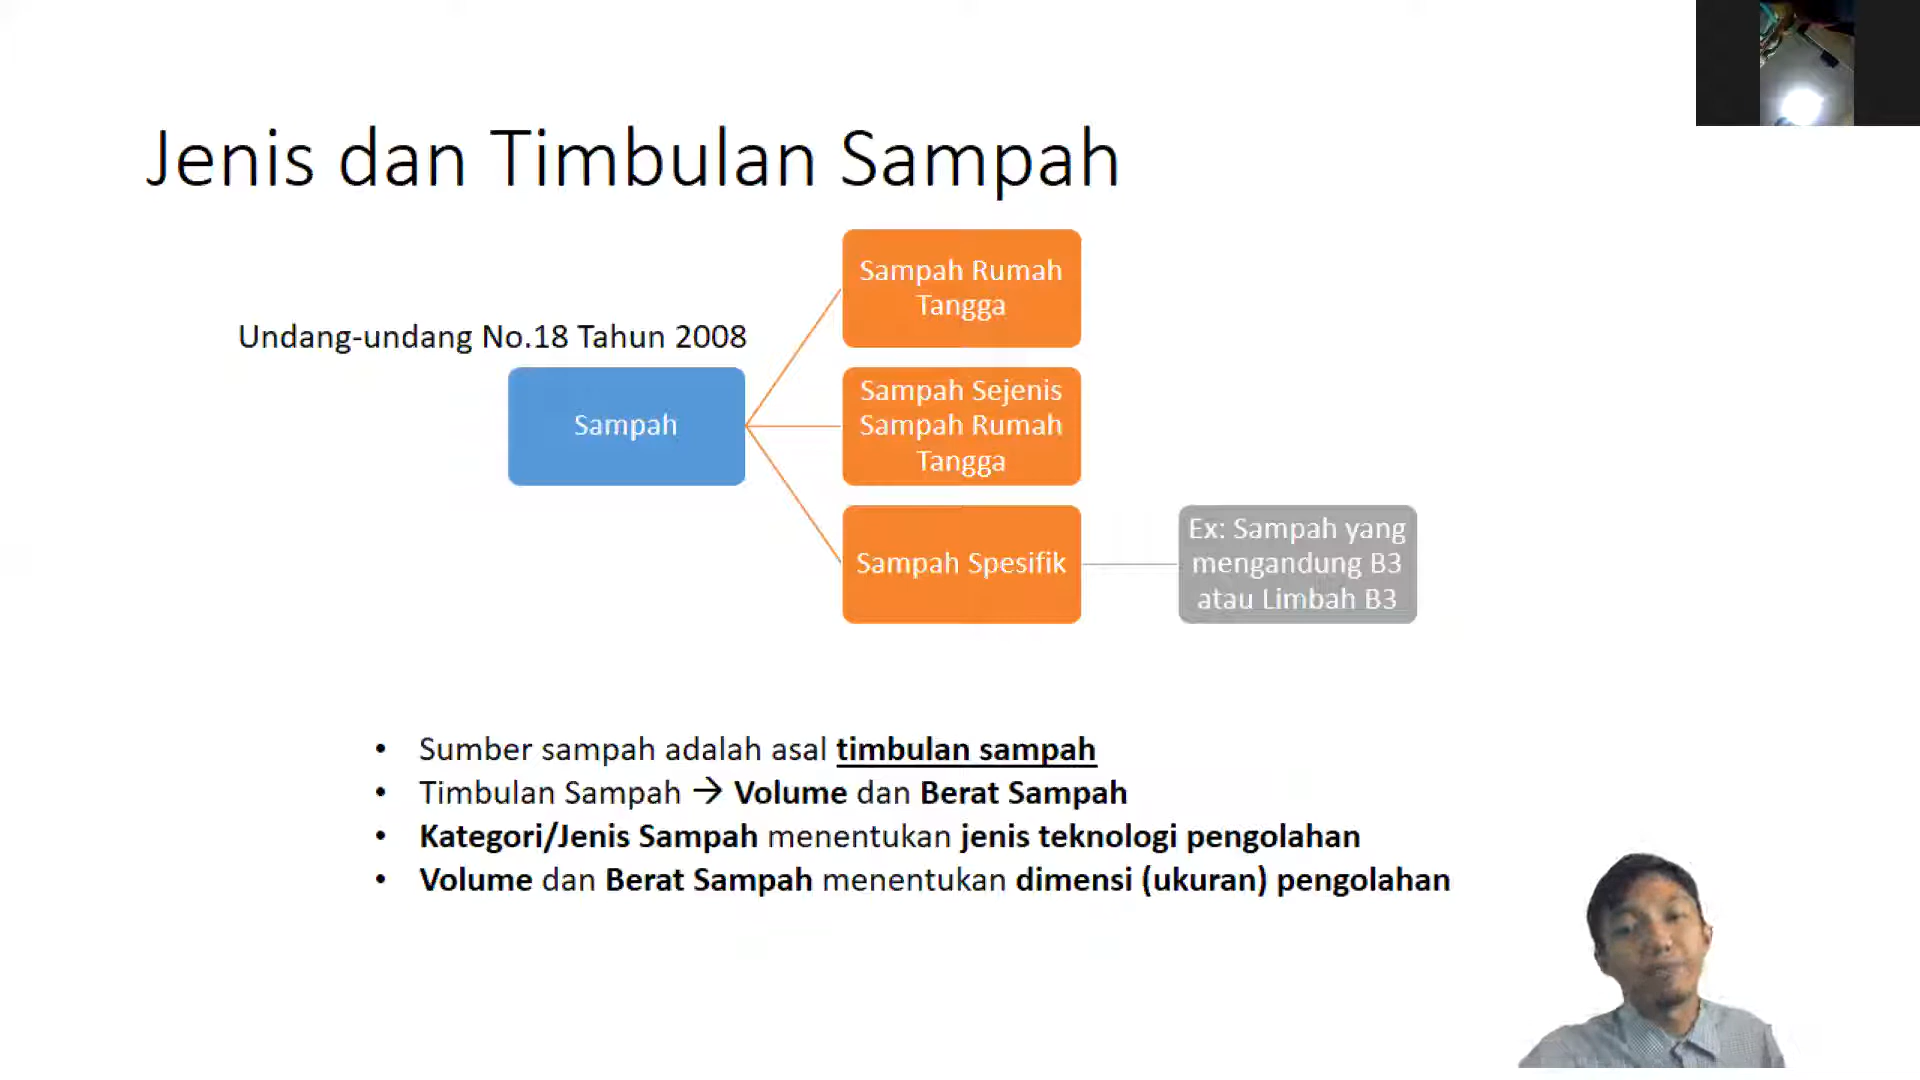 Jenis dan Timbulan Sampah
Undang-undang No.18 Tahun 2008
Sampah
Sampah Rumah
Tangga
Sampah Sejenis
Sampah Rumah
Tangga
Sampah Spesifik
Ex: Sampah yang
mengandung B3
atau Limbah B3
• Sumber sampah adalah asal timbulan sampah
• Timbulan Sampah → Volume dan Berat Sampah
• Kategori/Jenis Sampah menentukan jenis teknologi pengolahan
• Volume dan Berat Sampah menentukan dimensi (ukuran) pengolahan